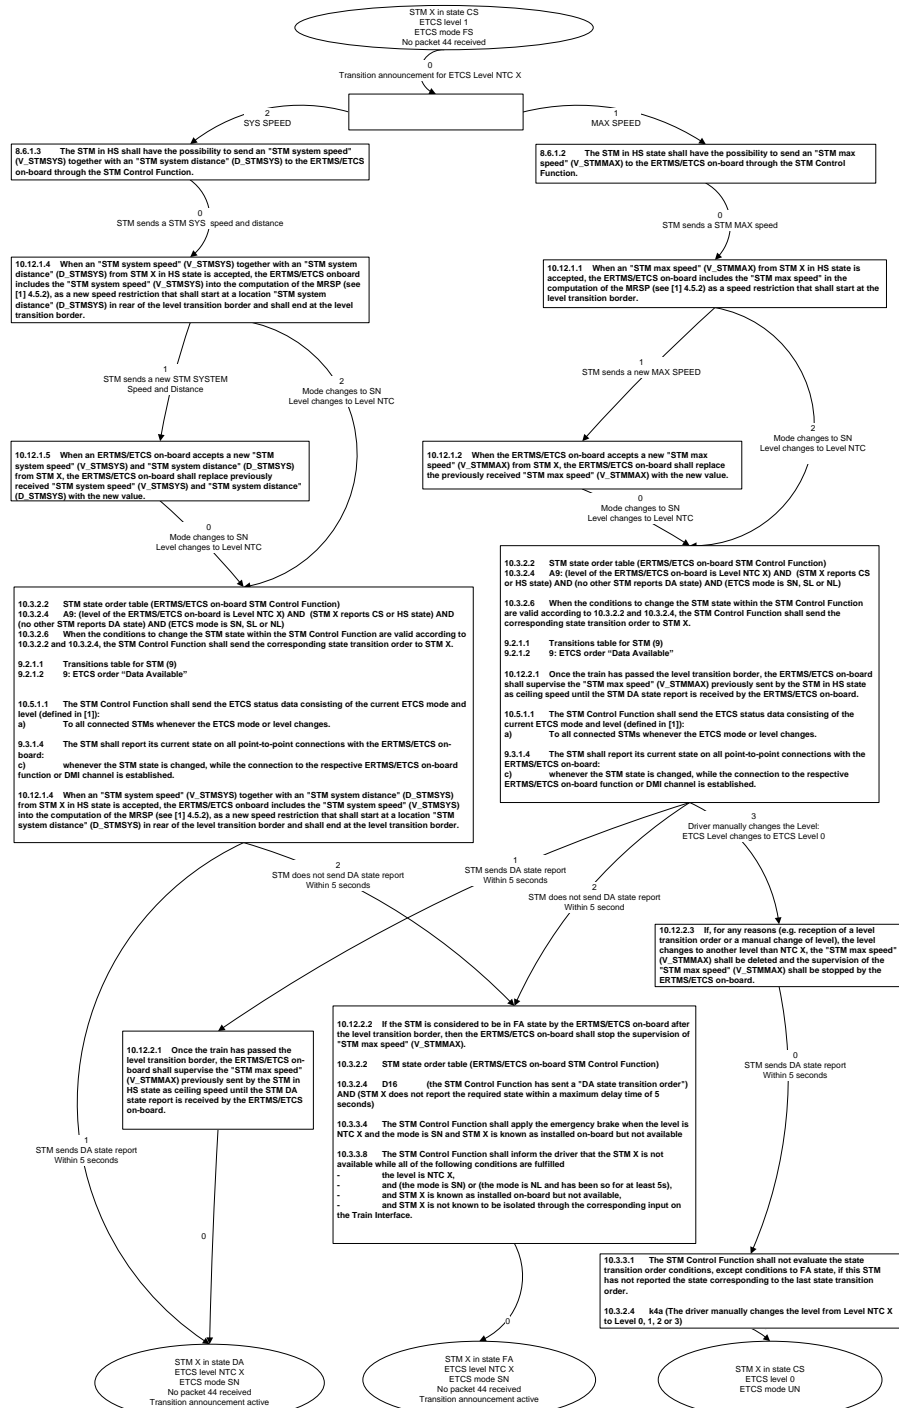 STM X in state CS
ETCS level 1
ETCS mode FS
No packet 44 received
0
Transition announcement for ETCS Level NTC X
2
SYS SPEED
1
MAX SPEED
8.6.1.3 The STM in HS shall have the possibility to send an "STM system speed"
(V_STMSYS) together with an "STM system distance" (D_STMSYS) to the ERTMS/ETCS
on-board through the STM Control Function.
8.6.1.2 The STM in HS state shall have the possibility to send an "STM max
speed" (V_STMMAX) to the ERTMS/ETCS on-board through the STM Control
Function.
0
STM sends a STM SYS speed and distance
0
STM sends a STM MAX speed
10.12.1.4 When an "STM system speed" (V_STMSYS) together with an "STM system
distance" (D_STMSYS) from STM X in HS state is accepted, the ERTMS/ETCS onboard
includes the "STM system speed" (V_STMSYS) into the computation of the MRSP (see
[1] 4.5.2), as a new speed restriction that shall start at a location "STM system
distance" (D_STMSYS) in rear of the level transition border and shall end at the level
transition border.
10.12.1.1 When an "STM max speed" (V_STMMAX) from STM X in HS state is
accepted, the ERTMS/ETCS on-board includes the "STM max speed" in the
computation of the MRSP (see [1] 4.5.2) as a speed restriction that shall start at the
level transition border.
1
STM sends a new STM SYSTEM
Speed and Distance
2
Mode changes to SN
Level changes to Level NTC
1
STM sends a new MAX SPEED
2
Mode changes to SN
Level changes to Level NTC
10.12.1.5 When an ERTMS/ETCS on-board accepts a new "STM
system speed" (V_STMSYS) and "STM system distance" (D_STMSYS)
from STM X, the ERTMS/ETCS on-board shall replace previously
received "STM system speed" (V_STMSYS) and "STM system distance"
(D_STMSYS) with the new value.
10.12.1.2 When the ERTMS/ETCS on-board accepts a new "STM max
speed" (V_STMMAX) from STM X, the ERTMS/ETCS on-board shall replace
the previously received "STM max speed" (V_STMMAX) with the new value.
0
Mode changes to SN
Level changes to Level NTC
0
Mode changes to SN
Level changes to Level NTC
10.3.2.2 STM state order table (ERTMS/ETCS on-board STM Control Function)
10.3.2.4 A9: (level of the ERTMS/ETCS on-board is Level NTC X) AND (STM X reports CS or HS state) AND
(no other STM reports DA state) AND (ETCS mode is SN, SL or NL)
10.3.2.6 When the conditions to change the STM state within the STM Control Function are valid according to
10.3.2.2 and 10.3.2.4, the STM Control Function shall send the corresponding state transition order to STM X.
9.2.1.1 Transitions table for STM (9)
9.2.1.2 9: ETCS order “Data Available”
10.5.1.1 The STM Control Function shall send the ETCS status data consisting of the current ETCS mode and
level (defined in [1]):
a) To all connected STMs whenever the ETCS mode or level changes.
9.3.1.4 The STM shall report its current state on all point-to-point connections with the ERTMS/ETCS on-
board:
c) whenever the STM state is changed, while the connection to the respective ERTMS/ETCS on-board
function or DMI channel is established.
10.12.1.4 When an "STM system speed" (V_STMSYS) together with an "STM system distance" (D_STMSYS)
from STM X in HS state is accepted, the ERTMS/ETCS onboard includes the "STM system speed" (V_STMSYS)
into the computation of the MRSP (see [1] 4.5.2), as a new speed restriction that shall start at a location "STM
system distance" (D_STMSYS) in rear of the level transition border and shall end at the level transition border.
10.3.2.2 STM state order table (ERTMS/ETCS on-board STM Control Function)
10.3.2.4 A9: (level of the ERTMS/ETCS on-board is Level NTC X) AND (STM X reports CS
or HS state) AND (no other STM reports DA state) AND (ETCS mode is SN, SL or NL)
10.3.2.6 When the conditions to change the STM state within the STM Control Function
are valid according to 10.3.2.2 and 10.3.2.4, the STM Control Function shall send the
corresponding state transition order to STM X.
9.2.1.1 Transitions table for STM (9)
9.2.1.2 9: ETCS order “Data Available”
10.12.2.1 Once the train has passed the level transition border, the ERTMS/ETCS on-board
shall supervise the "STM max speed" (V_STMMAX) previously sent by the STM in HS state
as ceiling speed until the STM DA state report is received by the ERTMS/ETCS on-board.
10.5.1.1 The STM Control Function shall send the ETCS status data consisting of the
current ETCS mode and level (defined in [1]):
a) To all connected STMs whenever the ETCS mode or level changes.
9.3.1.4 The STM shall report its current state on all point-to-point connections with the
ERTMS/ETCS on-board:
c) whenever the STM state is changed, while the connection to the respective
ERTMS/ETCS on-board function or DMI channel is established.
2
STM does not send DA state report
Within 5 seconds
1
STM sends DA state report
Within 5 seconds
2
STM does not send DA state report
Within 5 second
3
Driver manually changes the Level:
ETCS Level changes to ETCS Level 0
10.12.2.3 If, for any reasons (e.g. reception of a level
transition order or a manual change of level), the level
changes to another level than NTC X, the "STM max speed"
(V_STMMAX) shall be deleted and the supervision of the
"STM max speed" (V_STMMAX) shall be stopped by the
ERTMS/ETCS on-board.
10.12.2.1 Once the train has passed the
level transition border, the ERTMS/ETCS on-
board shall supervise the "STM max speed"
(V_STMMAX) previously sent by the STM in
HS state as ceiling speed until the STM DA
state report is received by the ERTMS/ETCS
on-board.
10.12.2.2 If the STM is considered to be in FA state by the ERTMS/ETCS on-board after
the level transition border, then the ERTMS/ETCS on-board shall stop the supervision of
"STM max speed" (V_STMMAX).
10.3.2.2 STM state order table (ERTMS/ETCS on-board STM Control Function)
10.3.2.4 D16 (the STM Control Function has sent a "DA state transition order")
AND (STM X does not report the required state within a maximum delay time of 5
seconds)
10.3.3.4 The STM Control Function shall apply the emergency brake when the level is
NTC X and the mode is SN and STM X is known as installed on-board but not available
10.3.3.8 The STM Control Function shall inform the driver that the STM X is not
available while all of the following conditions are fulfilled
- the level is NTC X,
- and (the mode is SN) or (the mode is NL and has been so for at least 5s),
- and STM X is known as installed on-board but not available,
- and STM X is not known to be isolated through the corresponding input on
the Train Interface.
0
STM sends DA state report
Within 5 seconds
1
STM sends DA state report
Within 5 seconds
0
10.3.3.1 The STM Control Function shall not evaluate the state
transition order conditions, except conditions to FA state, if this STM
has not reported the state corresponding to the last state transition
order.
10.3.2.4 k4a (The driver manually changes the level from Level NTC X
to Level 0, 1, 2 or 3)
0
STM X in state DA
ETCS level NTC X
ETCS mode SN
No packet 44 received
Transition announcement active
STM X in state FA
ETCS level NTC X
ETCS mode SN
No packet 44 received
Transition announcement active
STM X in state CS
ETCS level 0
ETCS mode UN